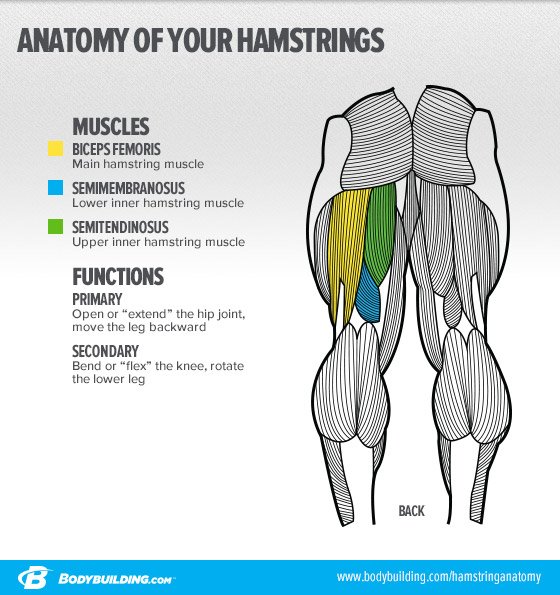 ANATOMY OF YOUR HAMSTRINGS
MUSCLES
BICEPS FEMORIS
Main hamstring muscle
SEMIMEMBRANOSUS
Lower inner hamstring muscle
SEMITENDINOSUS
Upper inner hamstring muscle
FUNCTIONS
PRIMARY
Open or “extend” the hip joint,
move the leg backward
SECONDARY
Bend or “flex” the knee, rotate
the lower leg
BACK
B BODYBUILDING.COM™
www.bodybuilding.com/hamstringanatomy